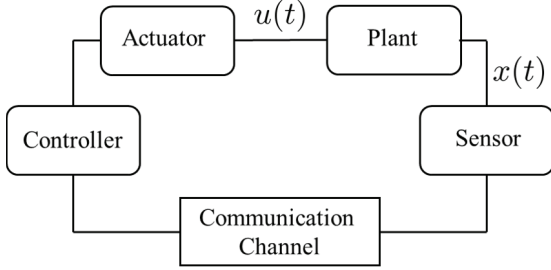 u(t)
Actuator
Plant
x(t)
Controller
Sensor
Communication
Channel